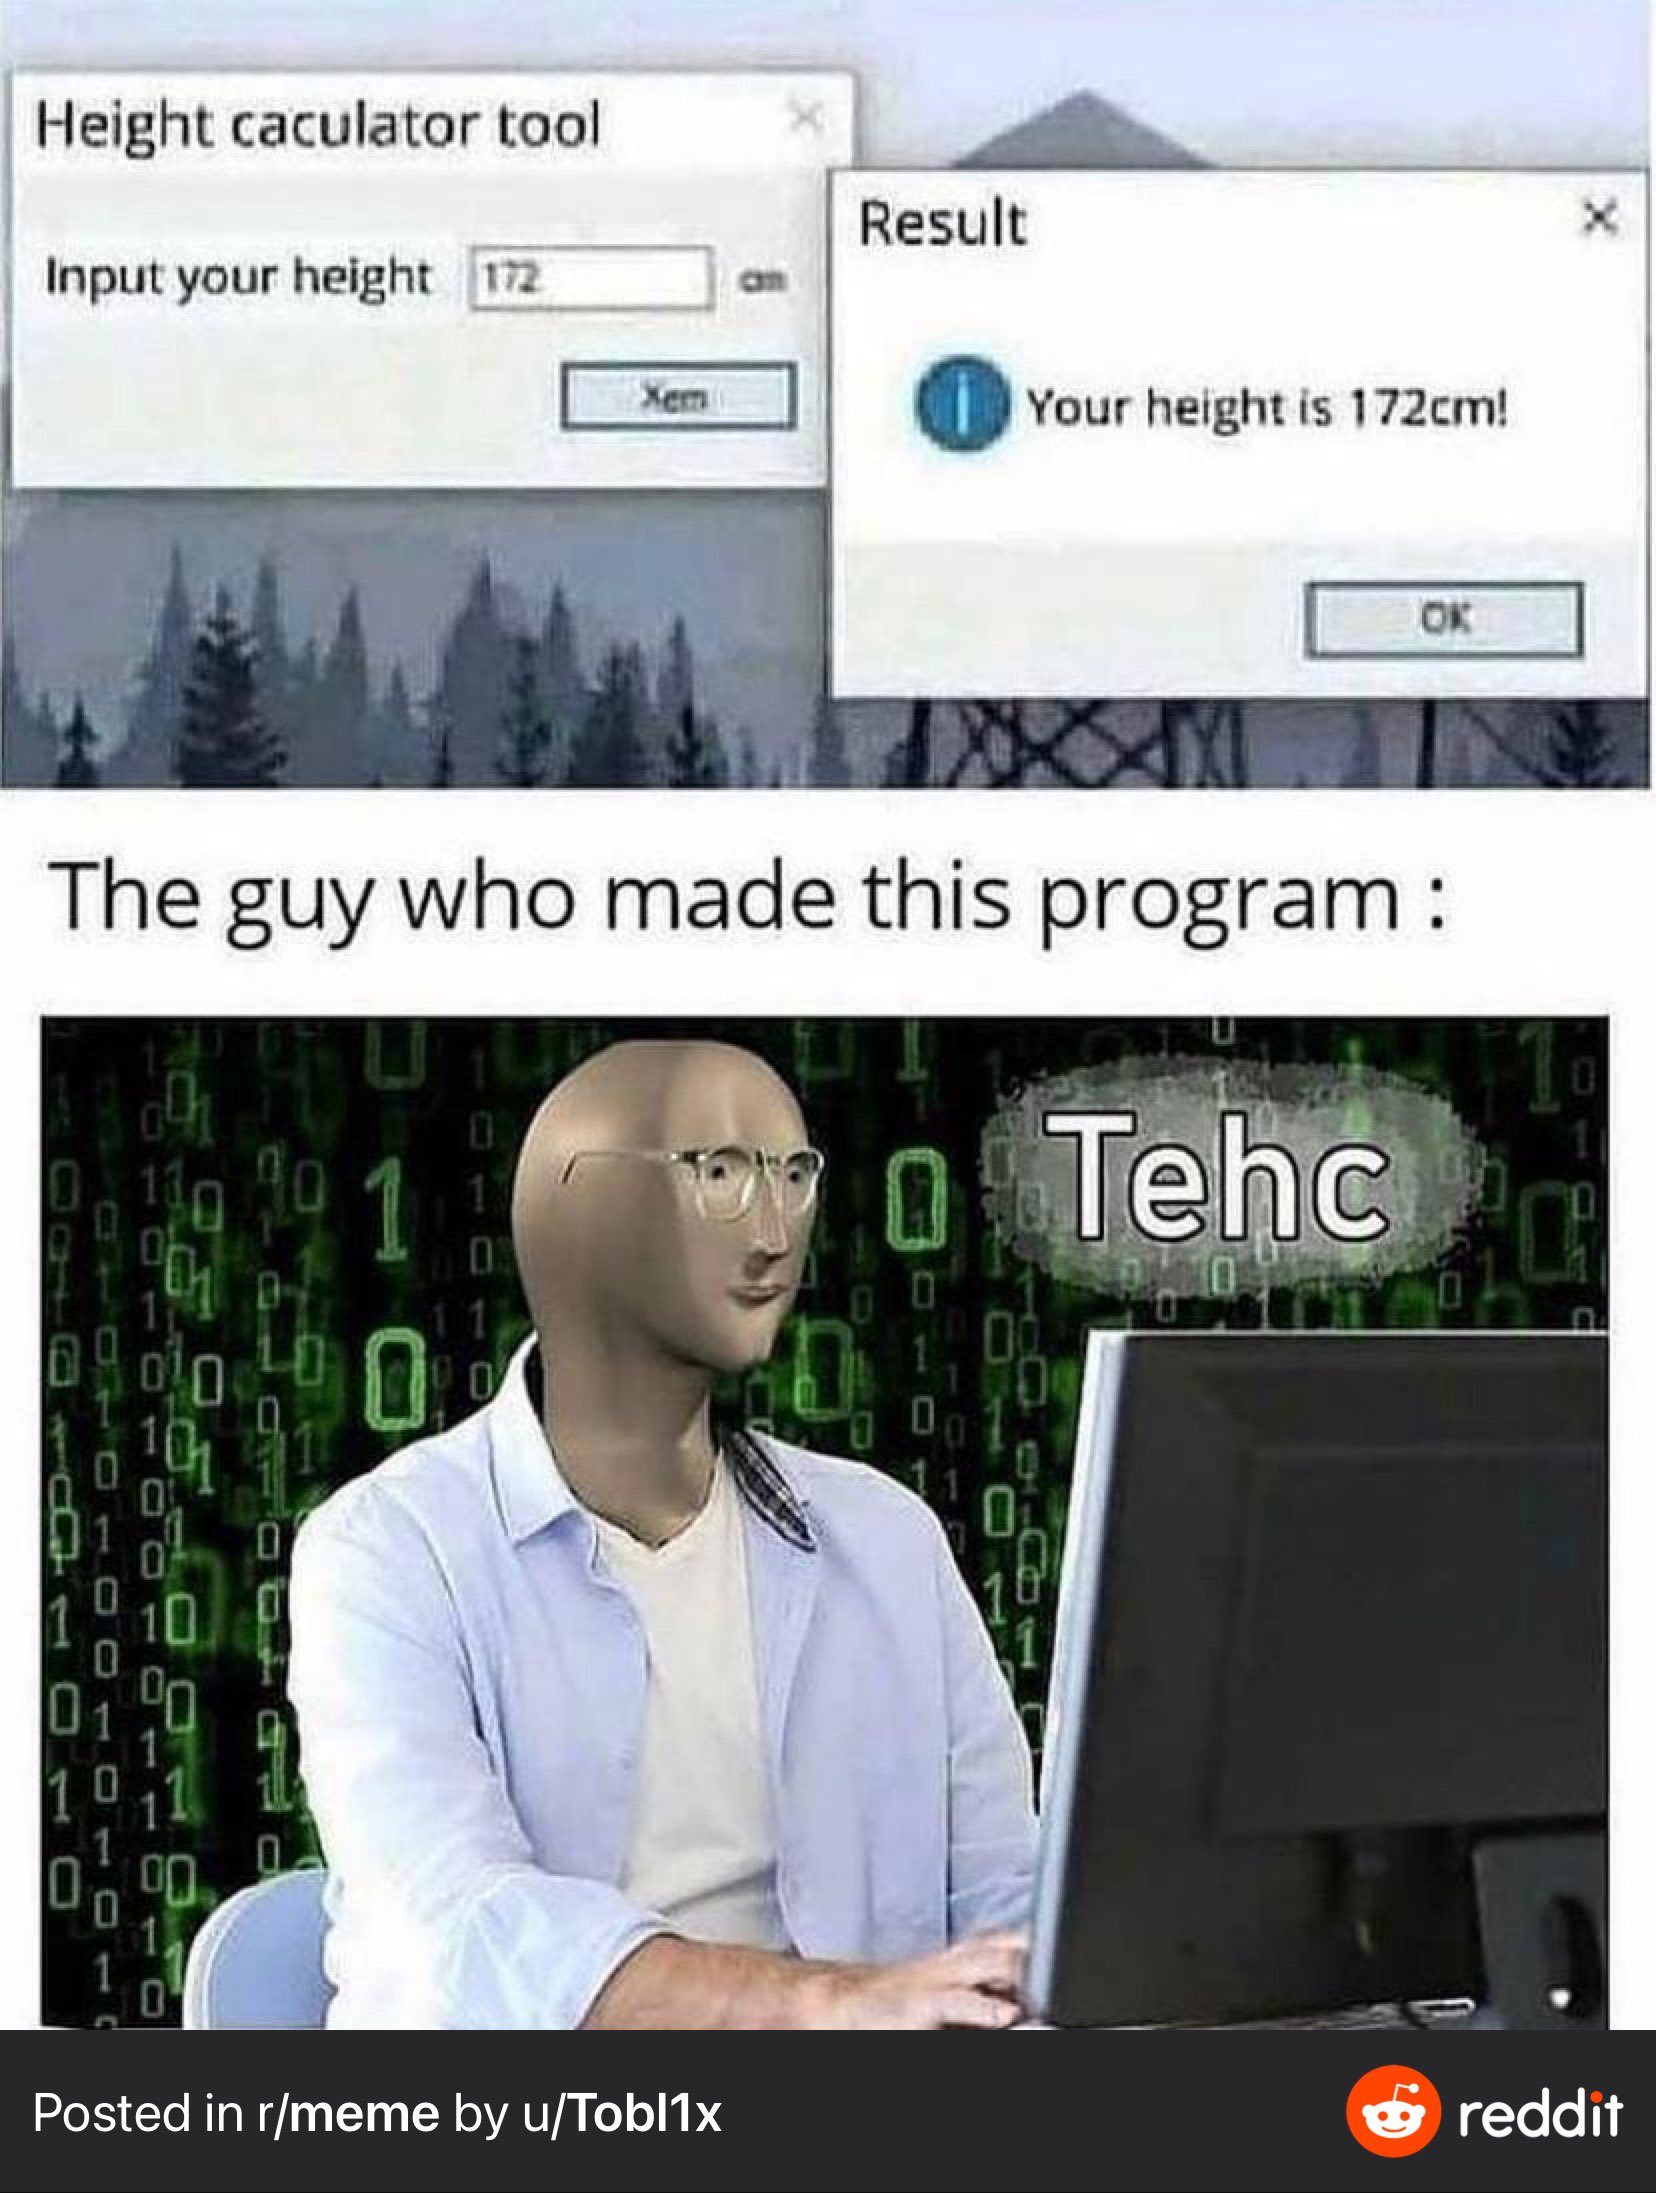 Height caculator tool
Input your height 172 cm
Xem
Result
Your height is 172cm!
OK
The guy who made this program :
Tehc
Posted in r/meme by u/Tobl1x
reddit